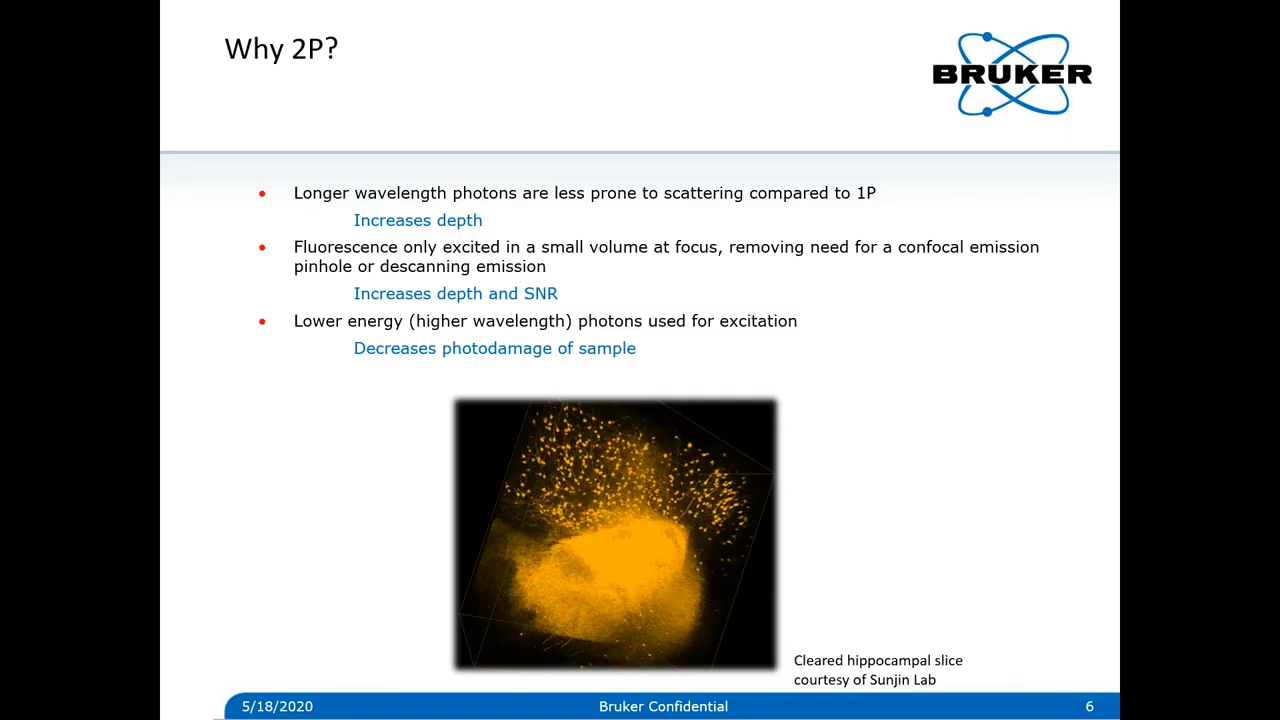 Why 2P?
BRUKER
Longer wavelength photons are less prone to scattering compared to 1P
Increases depth
Fluorescence only excited in a small volume at focus, removing need for a confocal emission
pinhole or descanning emission
Increases depth and SNR
Lower energy (higher wavelength) photons used for excitation
Decreases photodamage of sample
Cleared hippocampal slice
courtesy of Sunjin Lab
5/18/2020
Bruker Confidential
6